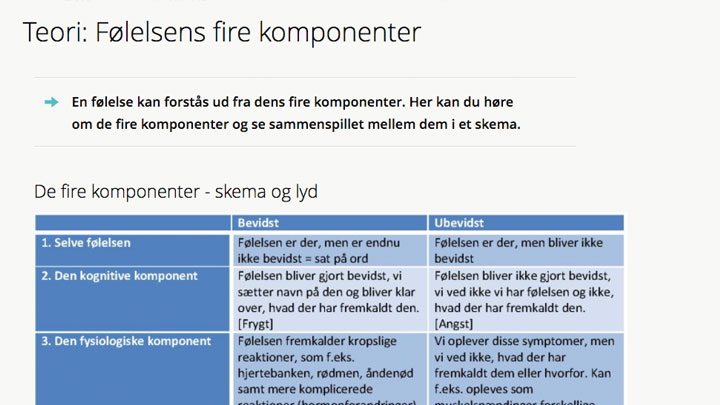 Teori: Følelsens fire komponenter
En følelse kan forstås ud fra dens fire komponenter. Her kan du høre
om de fire komponenter og se sammenspillet mellem dem i et skema.
De fire komponenter - skema og lyd
Bevidst
Ubevidst
1. Selve følelsen
Følelsen er der, men er endnu
ikke bevidst = sat på ord
Følelsen er der, men bliver ikke
bevidst
2. Den kognitive komponent
Følelsen bliver gjort bevidst, vi
sætter navn på den og bliver klar
over, hvad der har fremkaldt den.
[Frygt]
Følelsen bliver ikke gjort bevidst,
vi ved ikke vi har følelsen og ikke,
hvad der har fremkaldt den.
[Angst]
3. Den fysiologiske komponent
Følelsen fremkalder kropslige
reaktioner, som f.eks.
hjertebanken, rødmen, åndenød
samt mere komplicerede
reaktioner (hormonforandringer)
Vi oplever disse symptomer, men
vi ved ikke, hvad der har
fremkaldt dem eller hvorfor. Kan
f.eks. opleves som
muskelspændinger forskellige